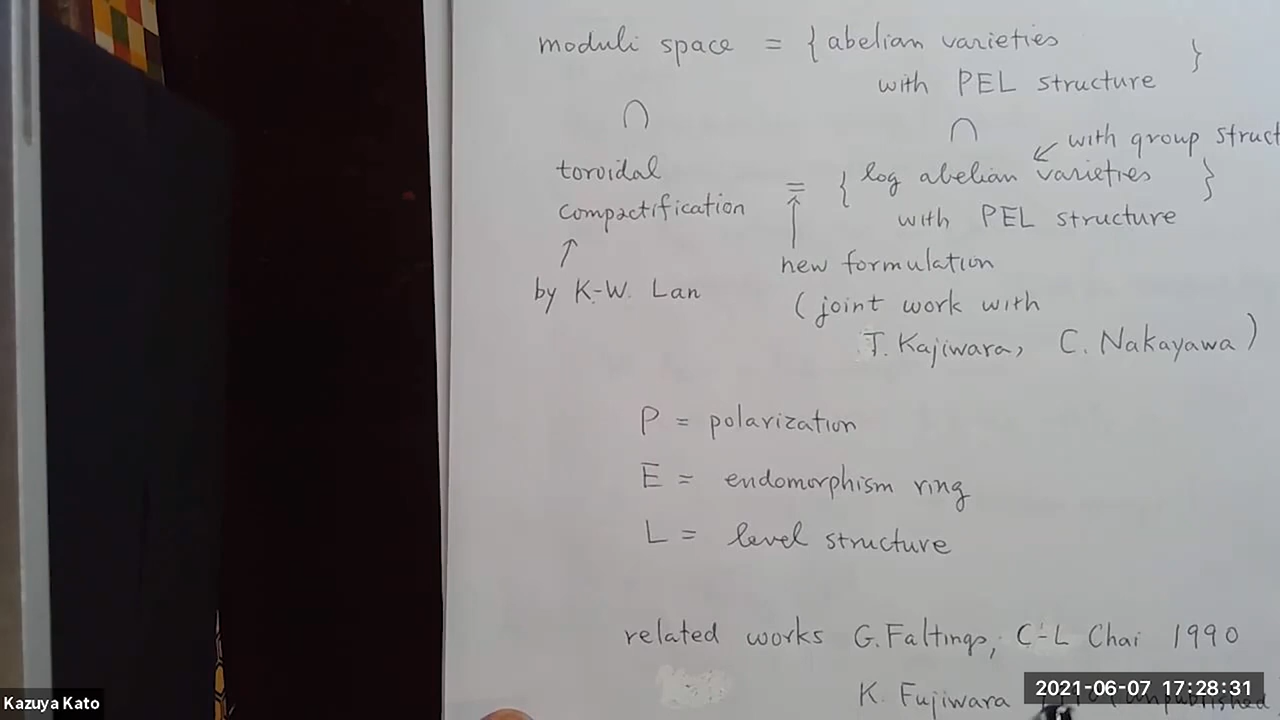 moduli space = { abelian varieties
with PEL structure }
∩ ∩
↙ with group struct
toroidal
compactification = { log abelian varieties
with PEL structure }
↑ ↑
new formulation
by K-W. Lan
(joint work with
T. Kajiwara, C. Nakayawa)
P = polarization
E = endomorphism ring
L = level structure
related works G. Faltings, C-L Chai 1990
K. Fujiwara unpublished
2021-06-07 17:28:31
Kazuya Kato